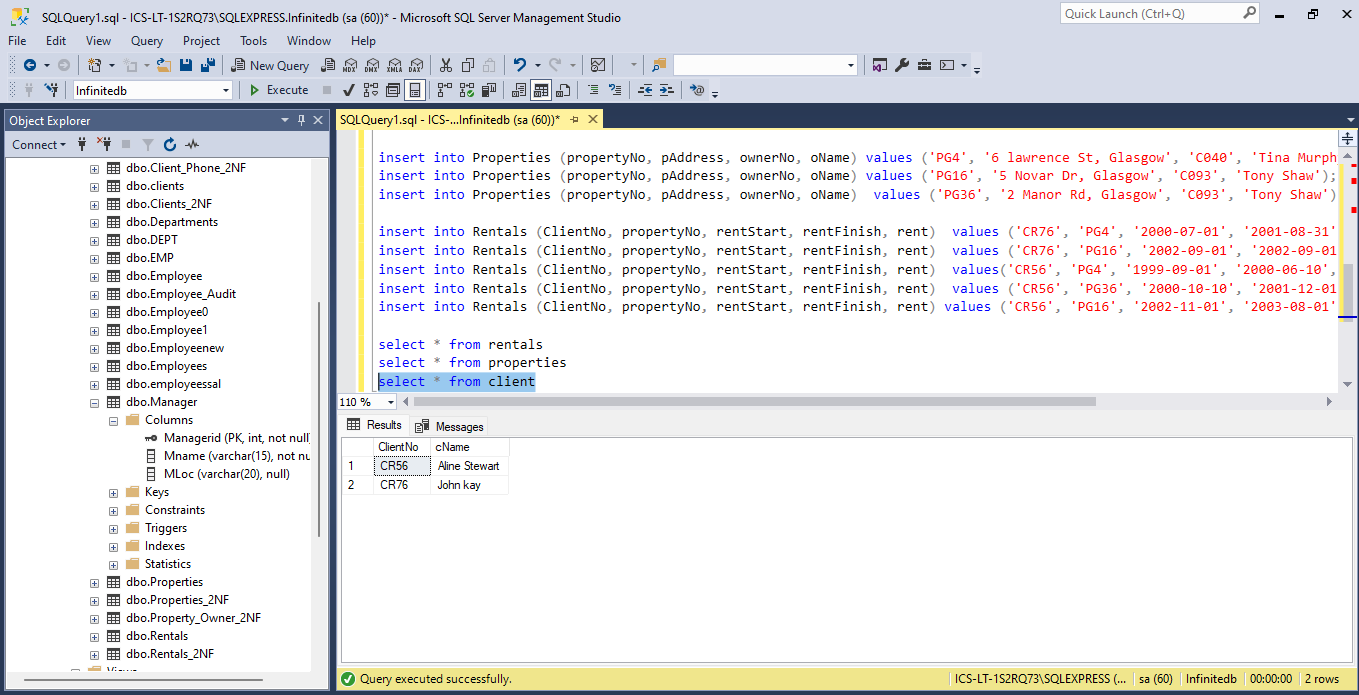 SQLQuery1.sql - ICS-LT-1S2RQ73\SQLEXPRESS.Infinitedb (sa (60))* - Microsoft SQL Server Management Studio
Quick Launch (Ctrl+Q)
File Edit View Query Project Tools Window Help
New Query MDX DMX XMLA DAX
Infinitedb Execute
Object Explorer
Connect
dbo.Client_Phone_2NF
dbo.clients
dbo.Clients_2NF
dbo.Departments
dbo.DEPT
dbo.EMP
dbo.Employee
dbo.Employee_Audit
dbo.Employee0
dbo.Employee1
dbo.Employeenew
dbo.Employees
dbo.employeessal
dbo.Manager
Columns
Managerid (PK, int, not null)
Mname (varchar(15), not nu
MLoc (varchar(20), null)
Keys
Constraints
Triggers
Indexes
Statistics
dbo.Properties
dbo.Properties_2NF
dbo.Property_Owner_2NF
dbo.Rentals
dbo.Rentals_2NF
Views
SQLQuery1.sql - ICS-...Infinitedb (sa (60))*
insert into Properties (propertyNo, pAddress, ownerNo, oName) values ('PG4', '6 lawrence St, Glasgow', 'C040', 'Tina Murph
insert into Properties (propertyNo, pAddress, ownerNo, oName) values ('PG16', '5 Novar Dr, Glasgow', 'C093', 'Tony Shaw');
insert into Properties (propertyNo, pAddress, ownerNo, oName)  values ('PG36', '2 Manor Rd, Glasgow', 'C093', 'Tony Shaw')
insert into Rentals (ClientNo, propertyNo, rentStart, rentFinish, rent)  values ('CR76', 'PG4', '2000-07-01', '2001-08-31'
insert into Rentals (ClientNo, propertyNo, rentStart, rentFinish, rent)  values ('CR76', 'PG16', '2002-09-01', '2002-09-01
insert into Rentals (ClientNo, propertyNo, rentStart, rentFinish, rent)  values('CR56', 'PG4', '1999-09-01', '2000-06-10',
insert into Rentals (ClientNo, propertyNo, rentStart, rentFinish, rent)  values ('CR56', 'PG36', '2000-10-10', '2001-12-01
insert into Rentals (ClientNo, propertyNo, rentStart, rentFinish, rent) values ('CR56', 'PG16', '2002-11-01', '2003-08-01'
select * from rentals
select * from properties
select * from client
110 %
Results Messages
ClientNo cName
1 CR56 Aline Stewart
2 CR76 John kay
Query executed successfully. ICS-LT-1S2RQ73\SQLEXPRESS (... sa (60) Infinitedb 00:00:00 2 rows